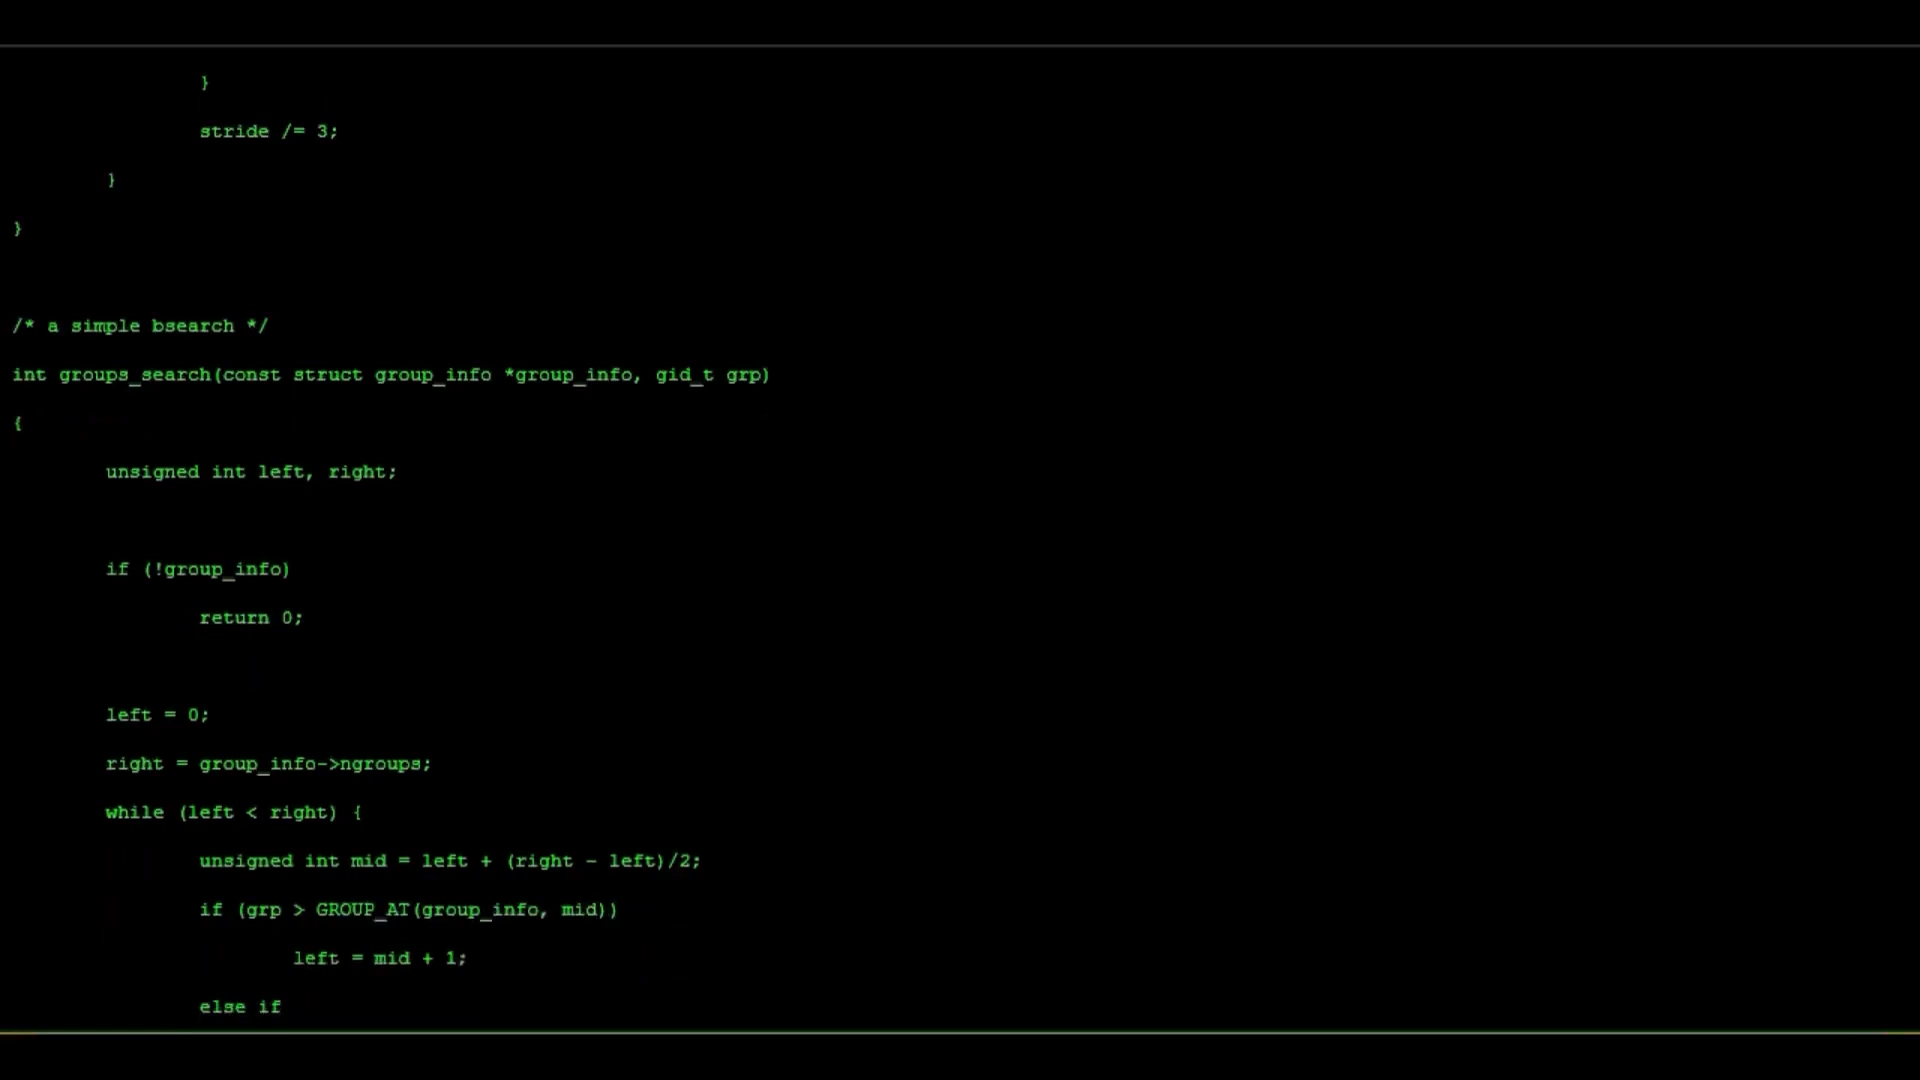 }
stride /= 3;
}
}
/* a simple bsearch */
int groups_search(const struct group_info *group_info, gid_t grp)
{
unsigned int left, right;
if (!group_info)
return 0;
left = 0;
right = group_info->ngroups;
while (left < right) {
unsigned int mid = left + (right - left)/2;
if (grp > GROUP_AT(group_info, mid))
left = mid + 1;
else if